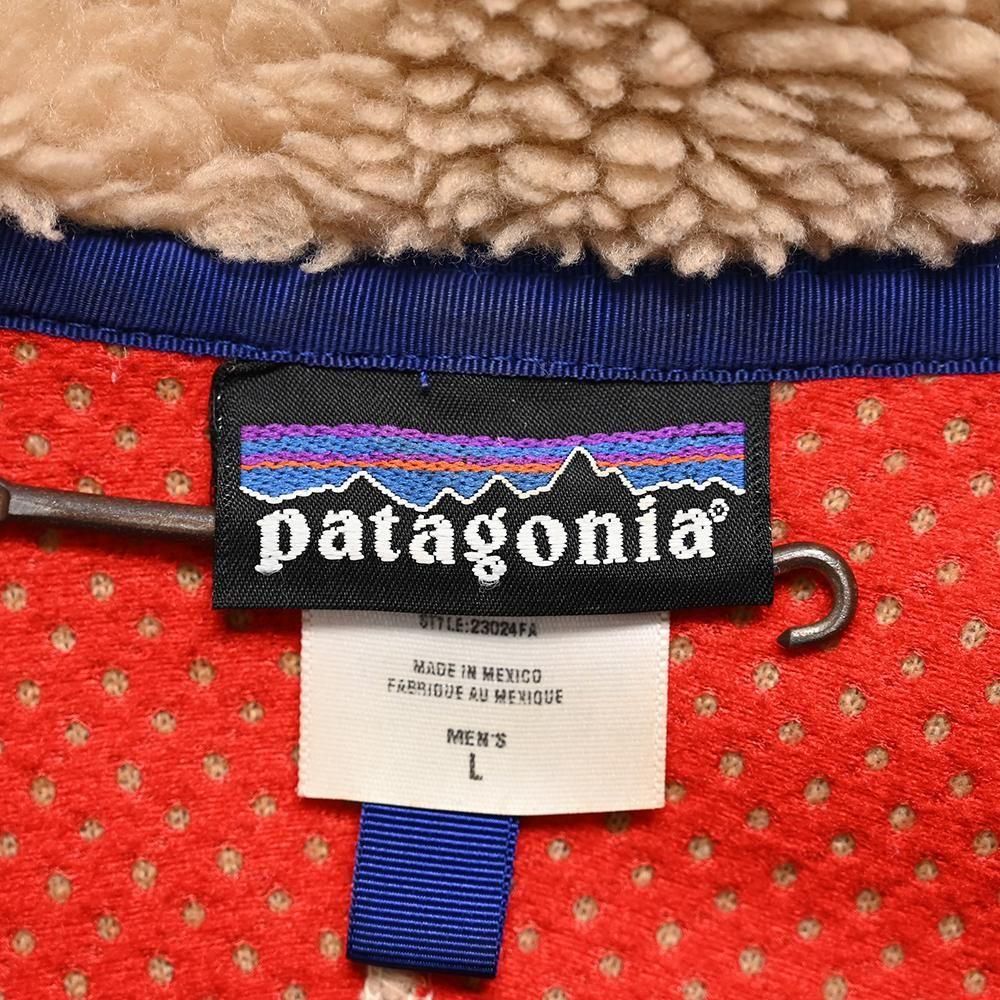 patagonia®
STYLE:23024FA
MADE IN MEXICO
FABRIQUE AU MEXIQUE
MEN'S
L